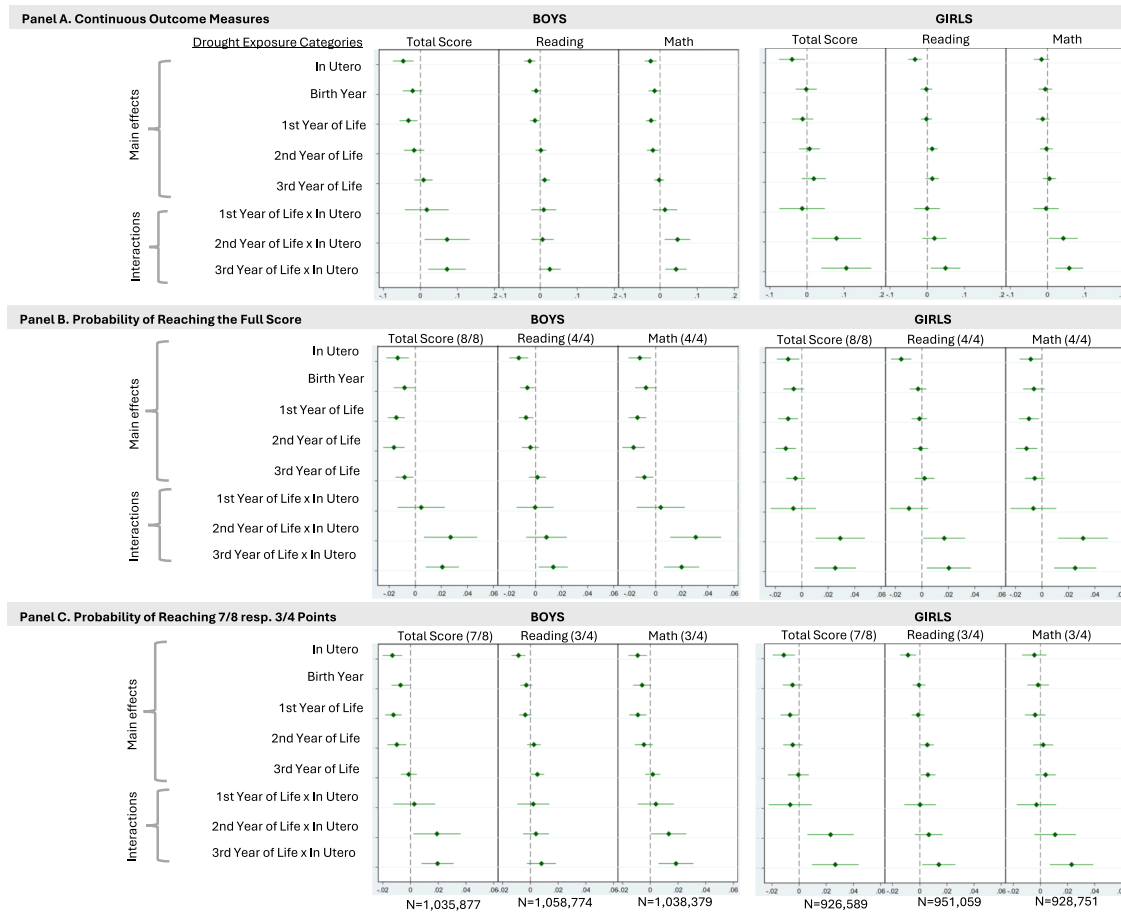 Panel A. Continuous Outcome Measures BOYS GIRLS
Drought Exposure Categories Total Score Reading Math Total Score Reading Math
Main effects
In Utero
Birth Year
1st Year of Life
2nd Year of Life
3rd Year of Life
Interactions
1st Year of Life x In Utero
2nd Year of Life x In Utero
3rd Year of Life x In Utero
-.1 0 .1 .2 -.1 0 .1 .2 -.1 0 .1 .2 -.1 0 .1 .2 -.1 0 .1 .2 -.1 0 .1 .2
Panel B. Probability of Reaching the Full Score BOYS GIRLS
Total Score (8/8) Reading (4/4) Math (4/4) Total Score (8/8) Reading (4/4) Math (4/4)
Main effects
In Utero
Birth Year
1st Year of Life
2nd Year of Life
3rd Year of Life
Interactions
1st Year of Life x In Utero
2nd Year of Life x In Utero
3rd Year of Life x In Utero
-.02 0 .02 .04 .06 -.02 0 .02 .04 .06 -.02 0 .02 .04 .06 -.02 0 .02 .04 .06 -.02 0 .02 .04 .06 -.02 0 .02 .04 .06
Panel C. Probability of Reaching 7/8 resp. 3/4 Points BOYS GIRLS
Total Score (7/8) Reading (3/4) Math (3/4) Total Score (7/8) Reading (3/4) Math (3/4)
Main effects
In Utero
Birth Year
1st Year of Life
2nd Year of Life
3rd Year of Life
Interactions
1st Year of Life x In Utero
2nd Year of Life x In Utero
3rd Year of Life x In Utero
-.02 0 .02 .04 .06 -.02 0 .02 .04 .06 -.02 0 .02 .04 .06 -.02 0 .02 .04 .06 -.02 0 .02 .04 .06 -.02 0 .02 .04 .06
N=1,035,877 N=1,058,774 N=1,038,379 N=926,589 N=951,059 N=928,751